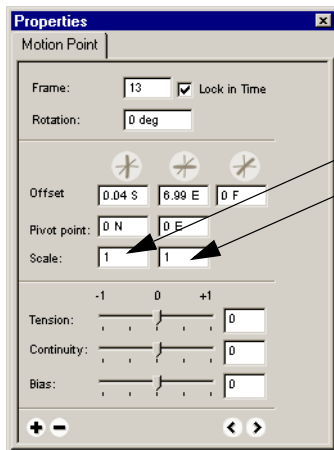 Properties
Motion Point
Frame: 13 Lock in Time
Rotation: 0 deg
Offset 0.04 S 6.99 E 0 F
Pivot point: 0 N 0 E
Scale: 1 1
-1 0 +1
Tension: 0
Continuity: 0
Bias: 0